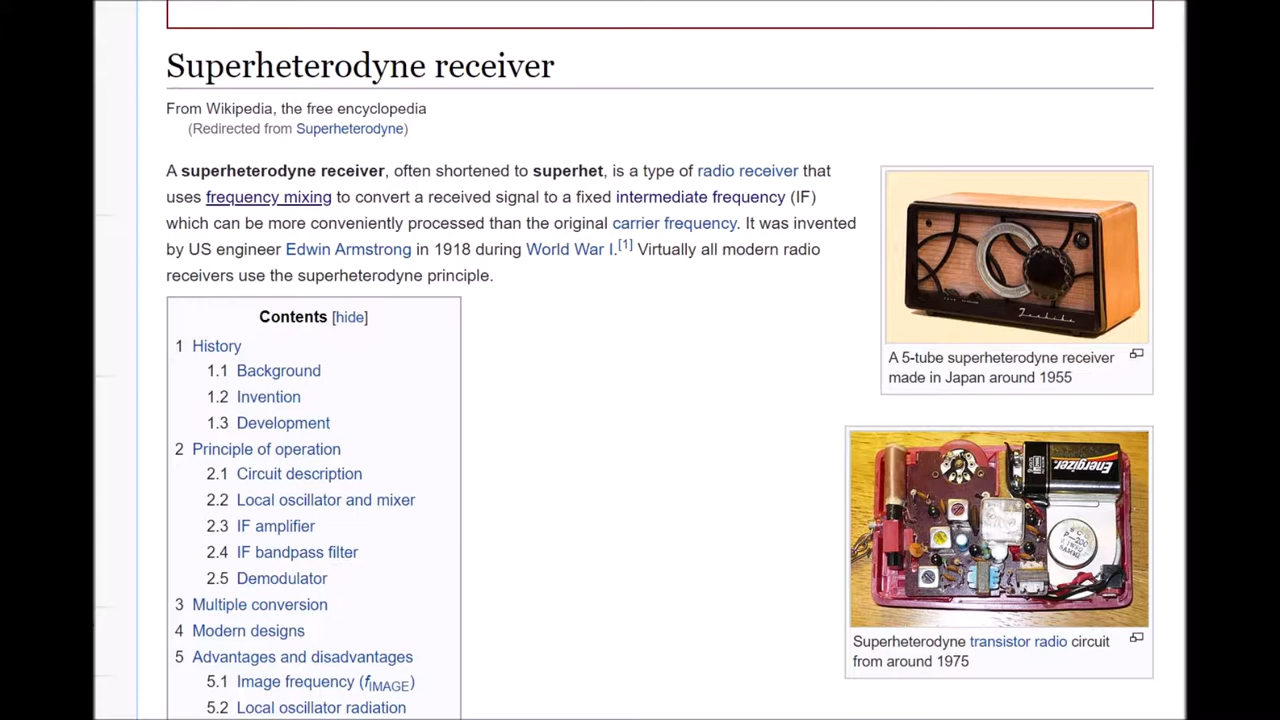 Superheterodyne receiver
From Wikipedia, the free encyclopedia
(Redirected from Superheterodyne)
A superheterodyne receiver, often shortened to superhet, is a type of radio receiver that
uses frequency mixing to convert a received signal to a fixed intermediate frequency (IF)
which can be more conveniently processed than the original carrier frequency. It was invented
by US engineer Edwin Armstrong in 1918 during World War I.[1] Virtually all modern radio
receivers use the superheterodyne principle.
Contents [hide]
1 History
1.1 Background
1.2 Invention
1.3 Development
2 Principle of operation
2.1 Circuit description
2.2 Local oscillator and mixer
2.3 IF amplifier
2.4 IF bandpass filter
2.5 Demodulator
3 Multiple conversion
4 Modern designs
5 Advantages and disadvantages
5.1 Image frequency (fIMAGE)
5.2 Local oscillator radiation
Toshiba
A 5-tube superheterodyne receiver
made in Japan around 1955
Energizer
Superheterodyne transistor radio circuit
from around 1975